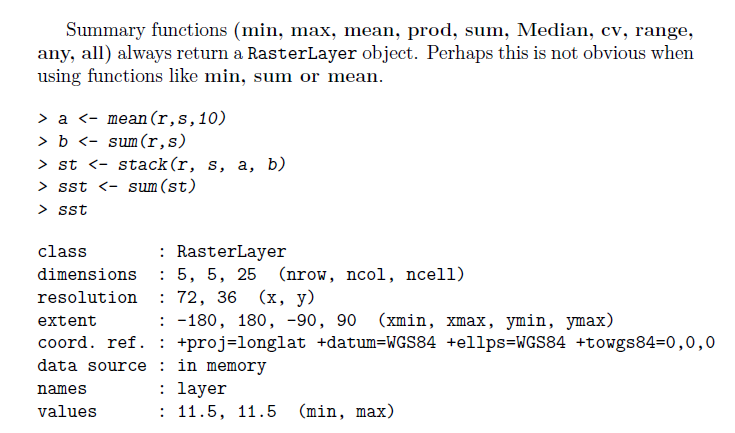 Summary functions (min, max, mean, prod, sum, Median, cv, range,
any, all) always return a RasterLayer object. Perhaps this is not obvious when
using functions like min, sum or mean.
> a <- mean(r,s,10)
> b <- sum(r,s)
> st <- stack(r, s, a, b)
> sst <- sum(st)
> sst
class       : RasterLayer
dimensions  : 5, 5, 25  (nrow, ncol, ncell)
resolution  : 72, 36  (x, y)
extent      : -180, 180, -90, 90  (xmin, xmax, ymin, ymax)
coord. ref. : +proj=longlat +datum=WGS84 +ellps=WGS84 +towgs84=0,0,0
data source : in memory
names       : layer
values      : 11.5, 11.5  (min, max)